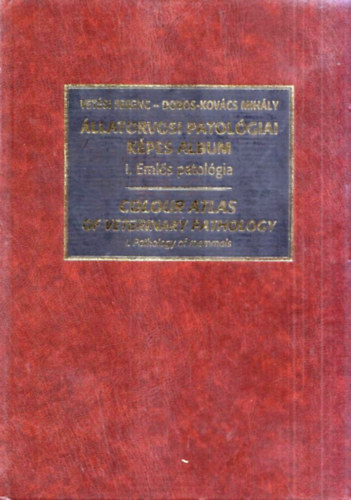 VETÉSI FERENC – DOBOS-KOVÁCS MIHÁLY
ÁLLATORVOSI PATOLÓGIAI
KÉPES ALBUM
I. Emlős patológia
COLOUR ATLAS
OF VETERINARY PATHOLOGY
I. Pathology of mammals